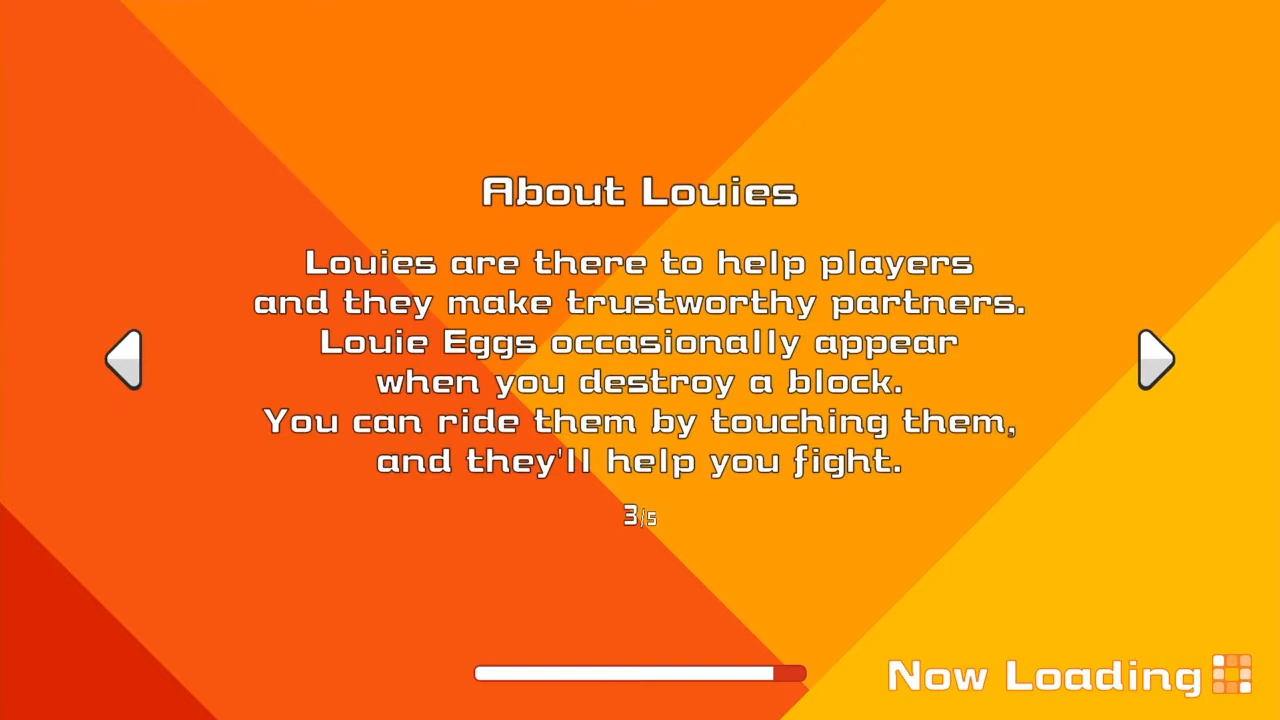 About Louies
Louies are there to help players
and they make trustworthy partners.
Louie Eggs occasionally appear
when you destroy a block.
You can ride them by touching them,
and they'll help you fight.
3/5
Now Loading